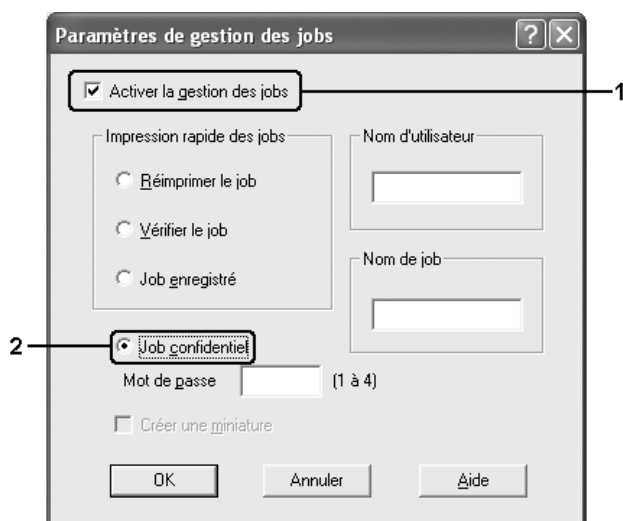 Paramètres de gestion des jobs
Activer la gestion des jobs
1
Impression rapide des jobs
Réimprimer le job
Vérifier le job
Job enregistré
Nom d'utilisateur
Nom de job
2
Job confidentiel
Mot de passe (1 à 4)
Créer une miniature
OK Annuler Aide